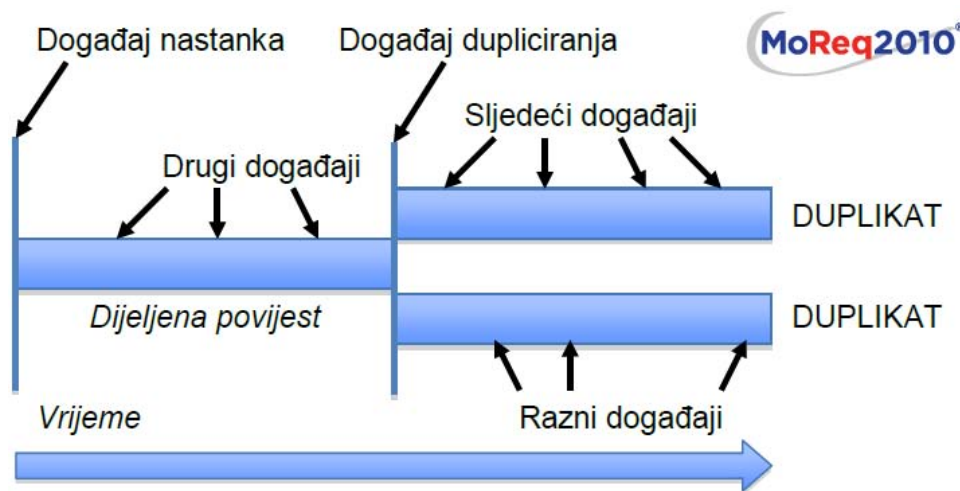 Događaj nastanka
Događaj dupliciranja
MoReq2010®
Sljedeći događaji
Drugi događaji
DUPLIKAT
Dijeljena povijest
DUPLIKAT
Vrijeme
Razni događaji